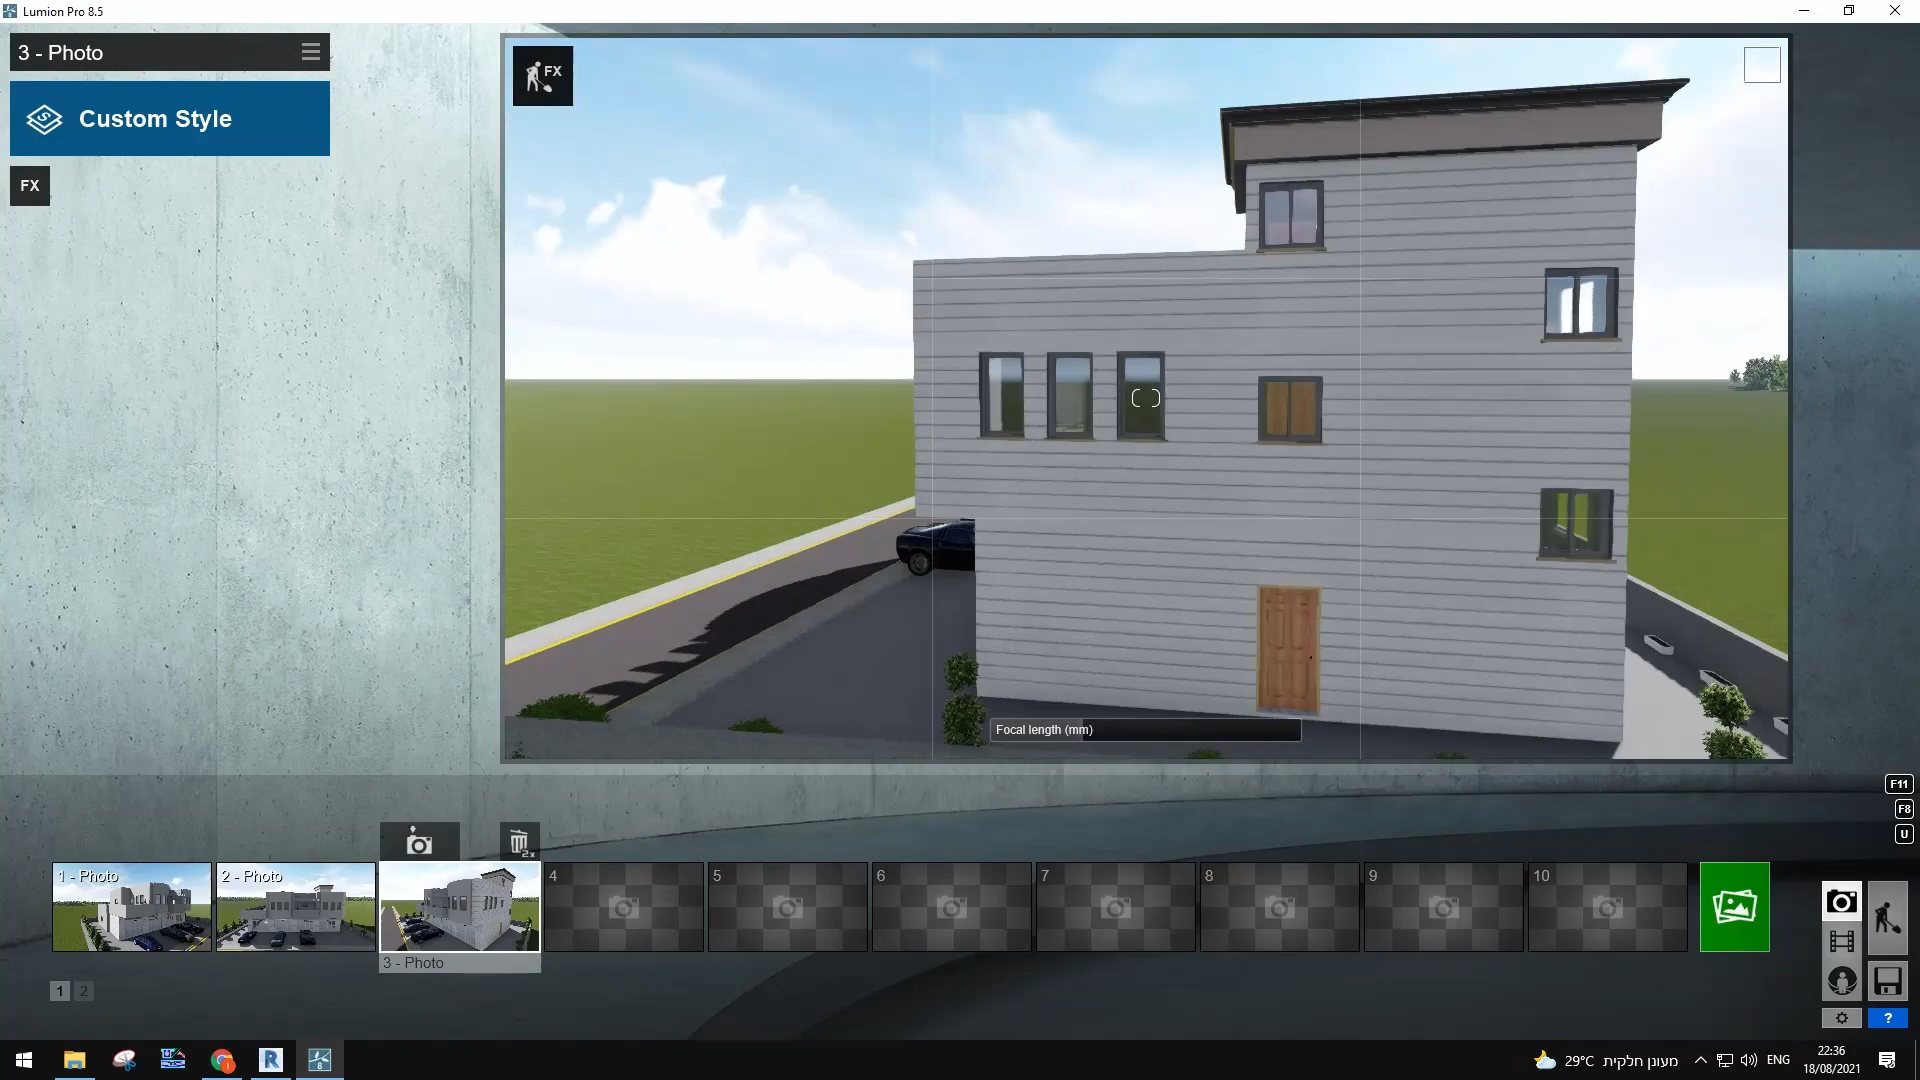 Lumion Pro 8.5
3 - Photo
Custom Style
FX
FX
Focal length (mm)
F11
F8
U
2x
1 - Photo
2 - Photo
4
5
6
7
8
9
10
3 - Photo
1
2
?
R
8
29°C מעונן חלקית
ENG
22:36
18/08/2021